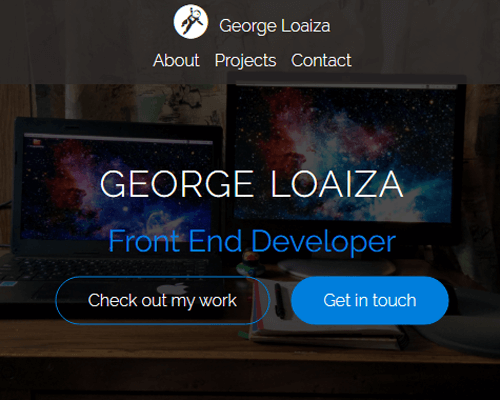 George Loaiza
About Projects Contact
GEORGE LOAIZA
Front End Developer
Check out my work Get in touch